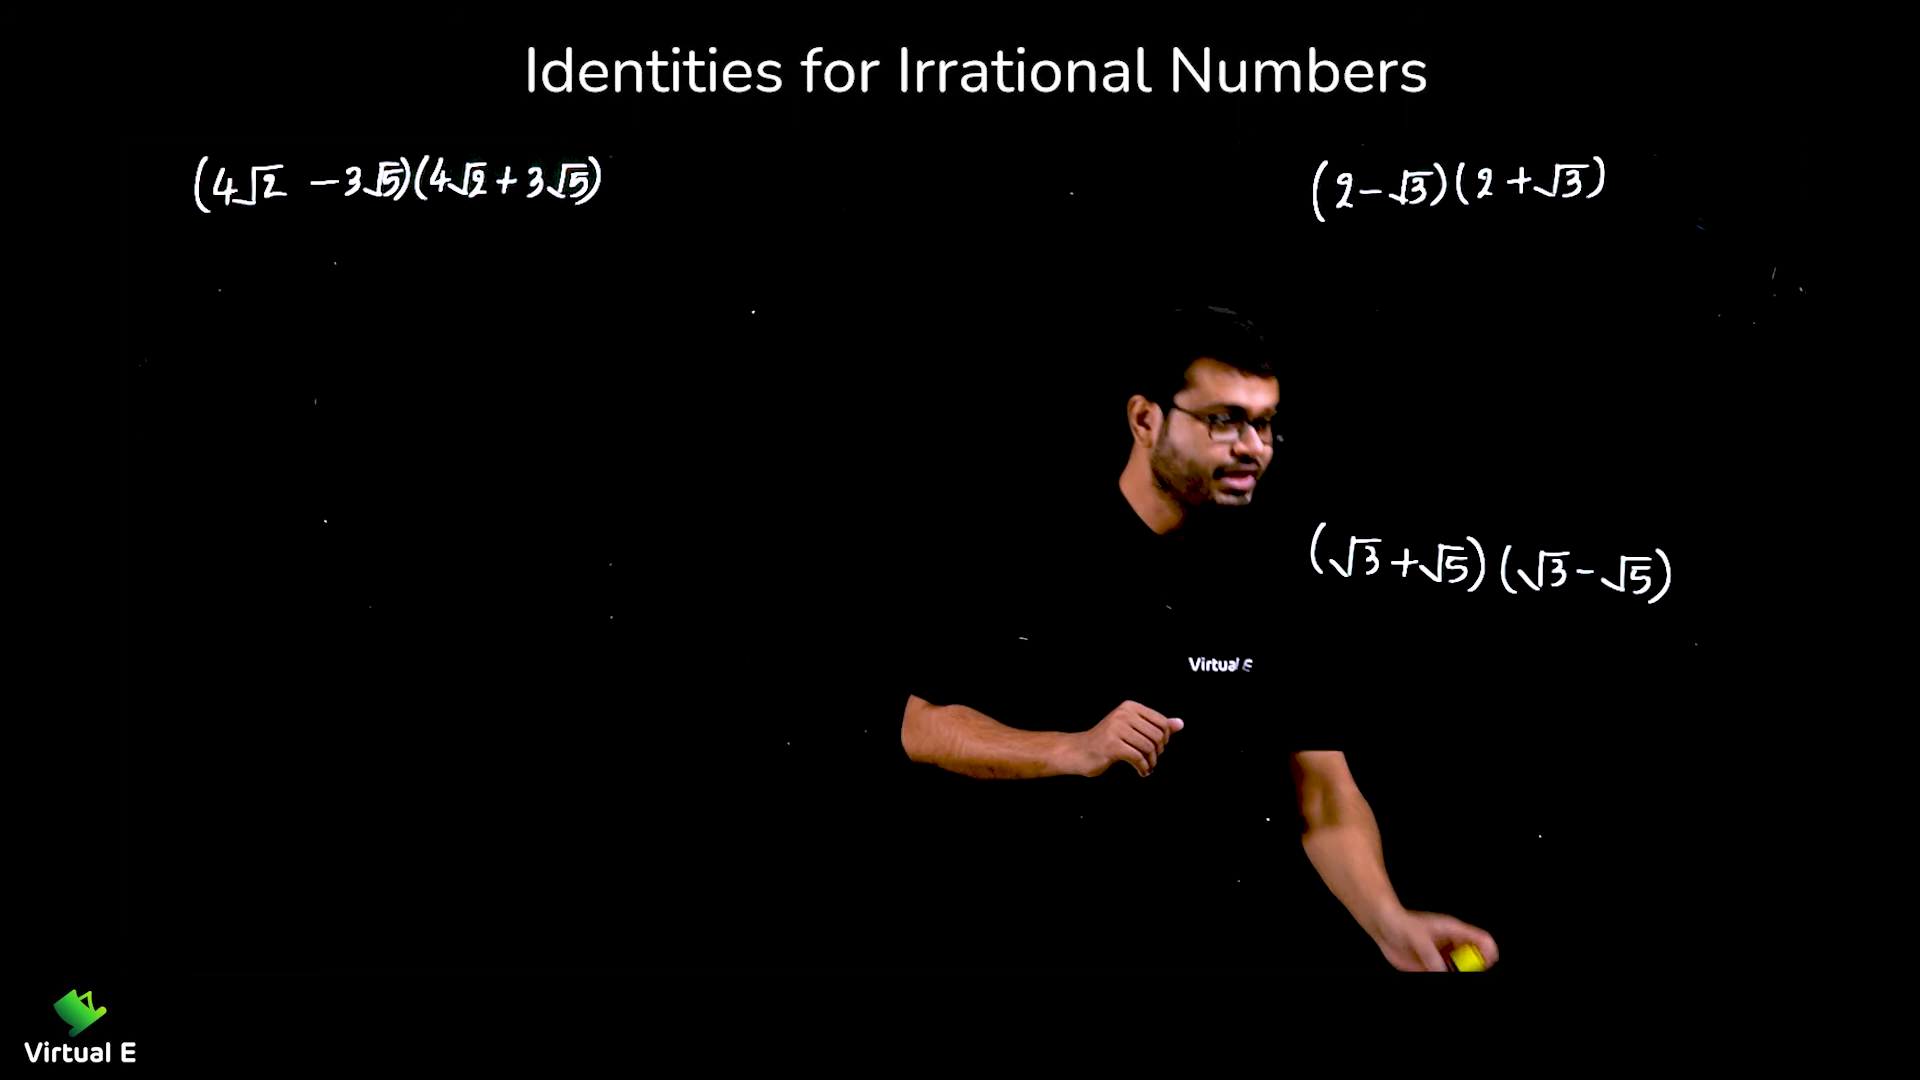 Identities for Irrational Numbers
(4√2 - 3√5)(4√2 + 3√5)
(2 - √3)(2 + √3)
(√3 + √5)(√3 - √5)
Virtual E
Virtual E